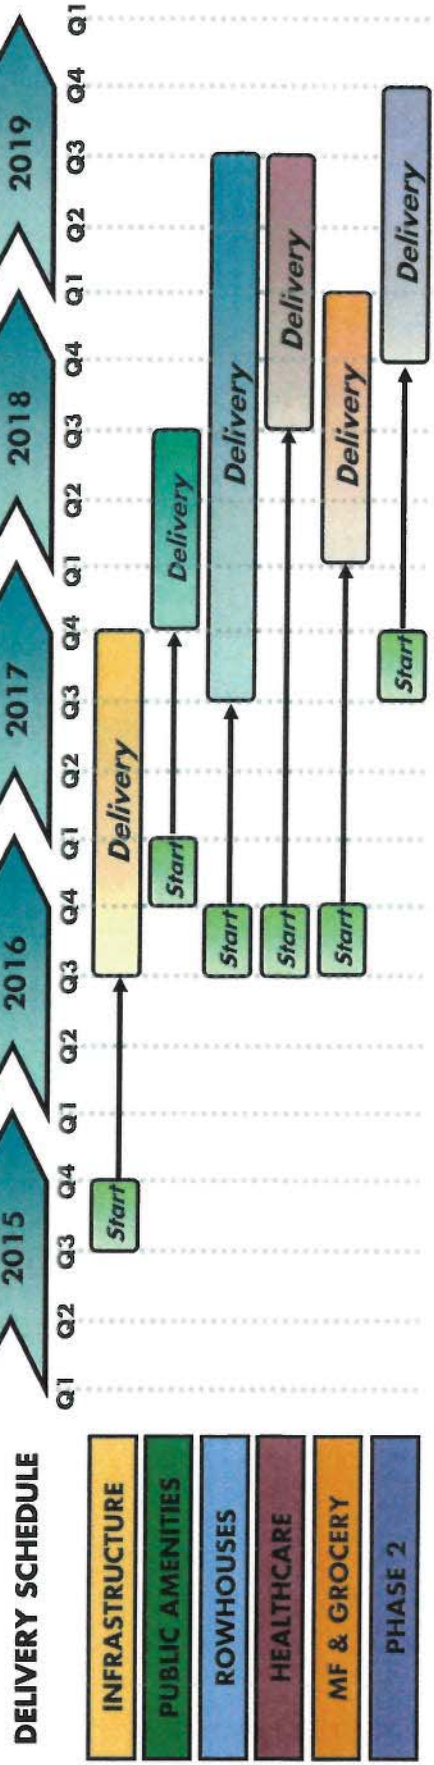 DELIVERY SCHEDULE
2015 2016 2017 2018 2019
Q1 Q2 Q3 Q4 Q1 Q2 Q3 Q4 Q1 Q2 Q3 Q4 Q1 Q2 Q3 Q4 Q1 Q2 Q3 Q4 Q1
INFRASTRUCTURE Start Delivery
PUBLIC AMENITIES Start Delivery
ROWHOUSES Start Delivery
HEALTHCARE Start Delivery
MF & GROCERY Start Delivery
PHASE 2 Start Delivery